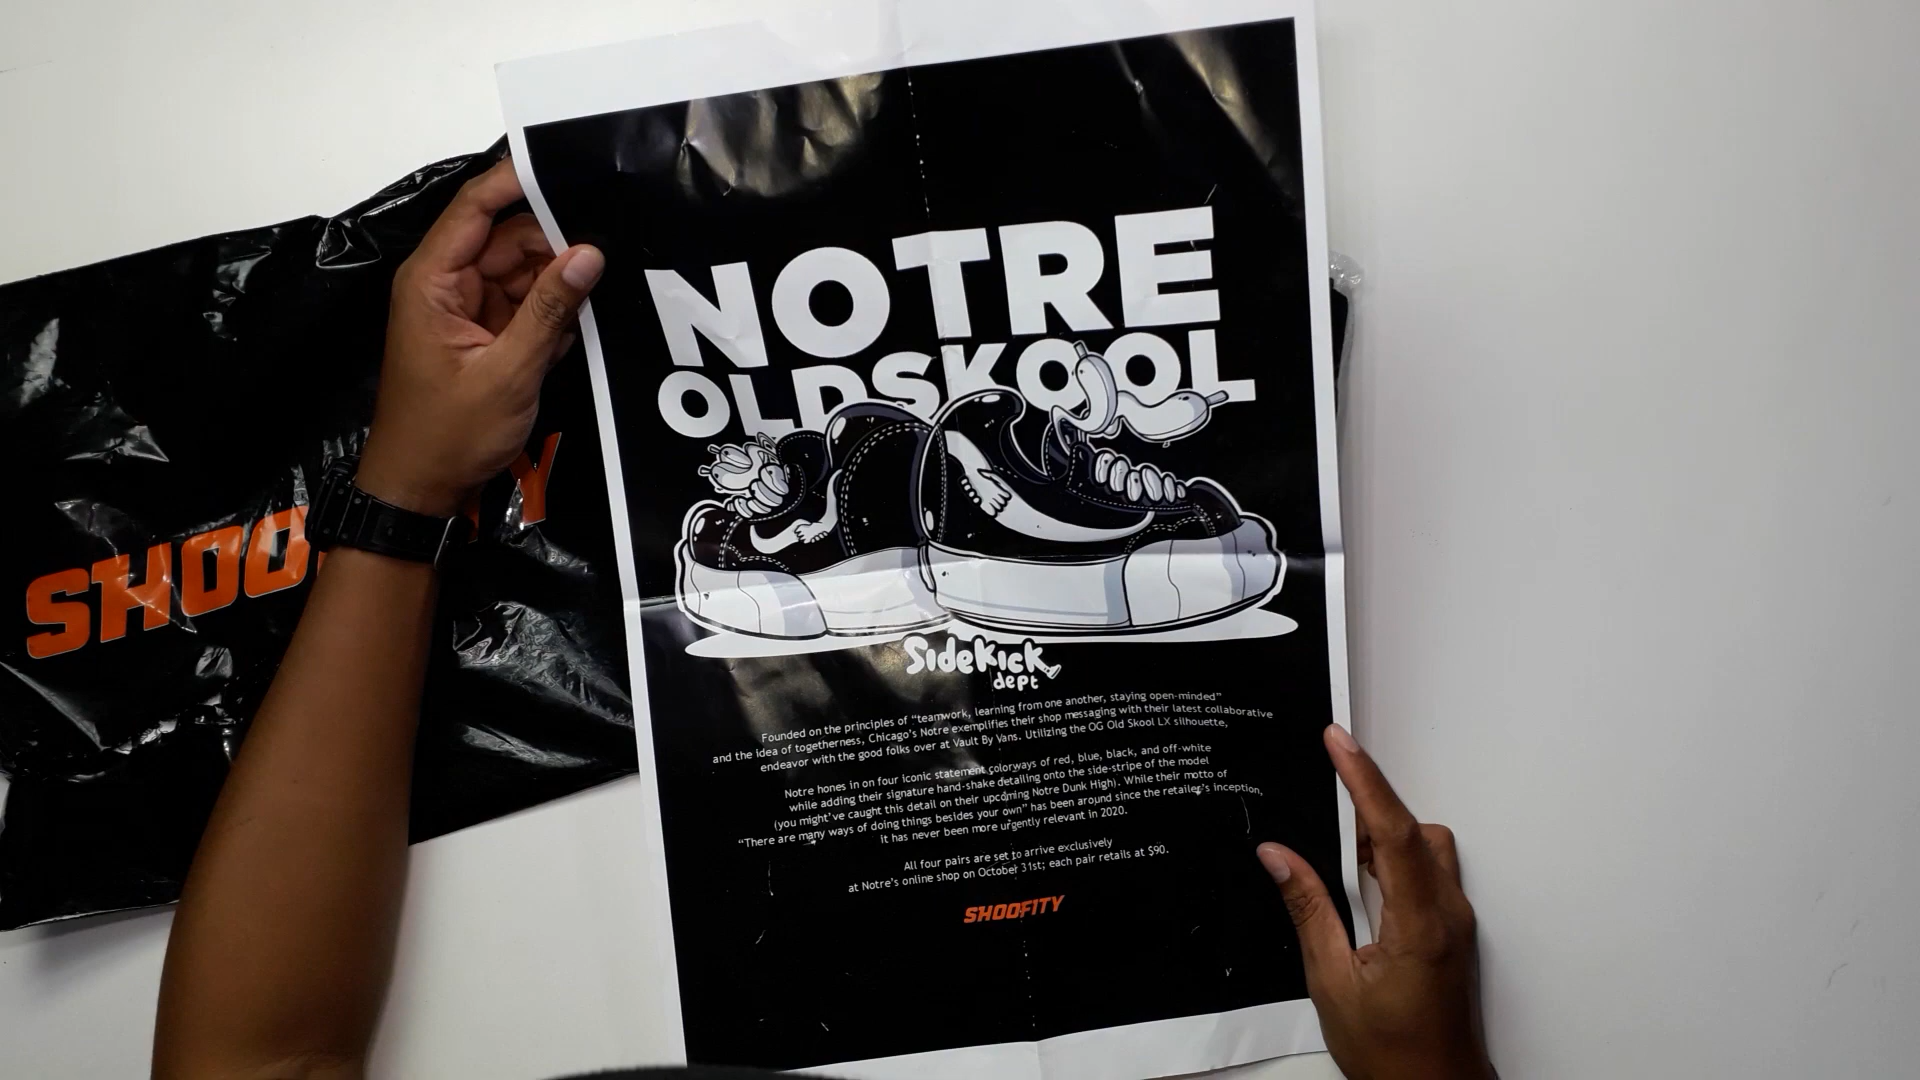 NOTRE
OLDSKOOL
SHOO Y
SideKick
dept
Founded on the principles of "teamwork, learning from one another, staying open-minded"
and the idea of togetherness, Chicago's Notre exemplifies their shop messaging with their latest collaborative
endeavor with the good folks over at Vault By Vans. Utilizing the OG Old Skool LX silhouette,
Notre hones in on four iconic statement colorways of red, blue, black, and off-white
while adding their signature hand-shake detailing onto the side-stripe of the model
(you might've caught this detail on their upcoming Notre Dunk High). While their motto of
"There are many ways of doing things besides your own" has been around since the retailer's inception,
it has never been more urgently relevant in 2020.
All four pairs are set to arrive exclusively
at Notre's online shop on October 31st; each pair retails at $90.
SHOOFITY